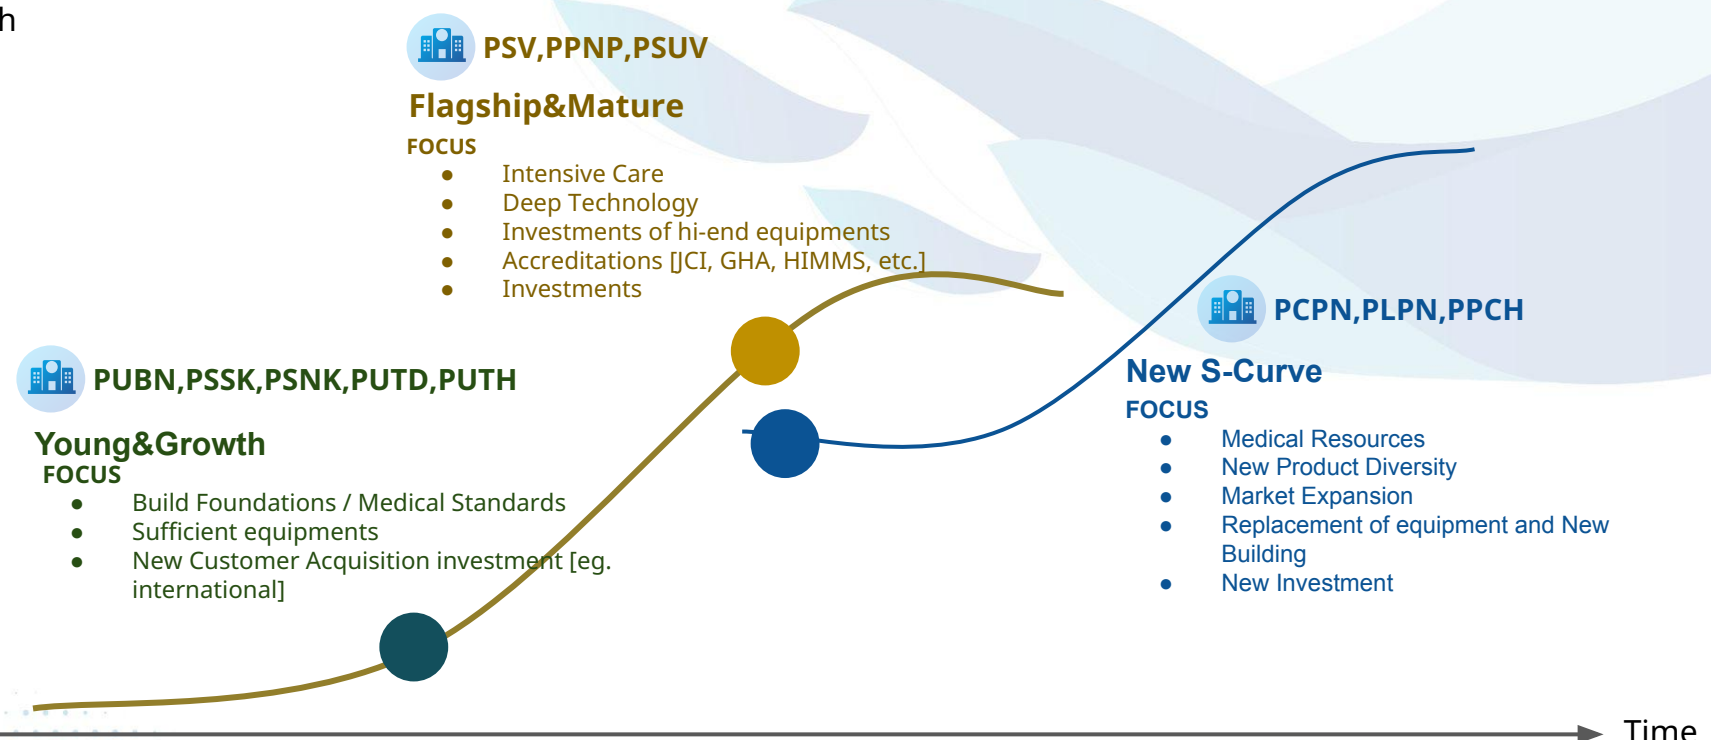 h
PSV,PPNP,PSUV
Flagship&Mature
FOCUS
● Intensive Care
● Deep Technology
● Investments of hi-end equipments
● Accreditations [JCI, GHA, HIMMS, etc.]
● Investments
PUBN,PSSK,PSNK,PUTD,PUTH
Young&Growth
FOCUS
● Build Foundations / Medical Standards
● Sufficient equipments
● New Customer Acquisition investment [eg.
international]
PCPN,PLPN,PPCH
New S-Curve
FOCUS
● Medical Resources
● New Product Diversity
● Market Expansion
● Replacement of equipment and New
Building
● New Investment
Time